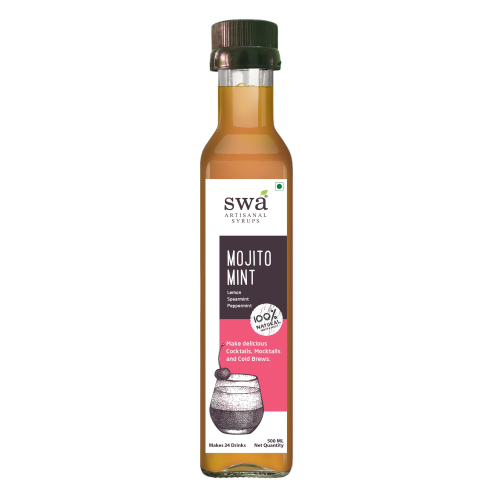 swa
ARTISANAL
SYRUPS
MOJITO
MINT
Lemon
Spearmint
Peppermint
100%
NATURAL
Make delicious
Cocktails, Mocktails
and Cold Brews.
Makes 24 Drinks
500 ML
Net Quantity